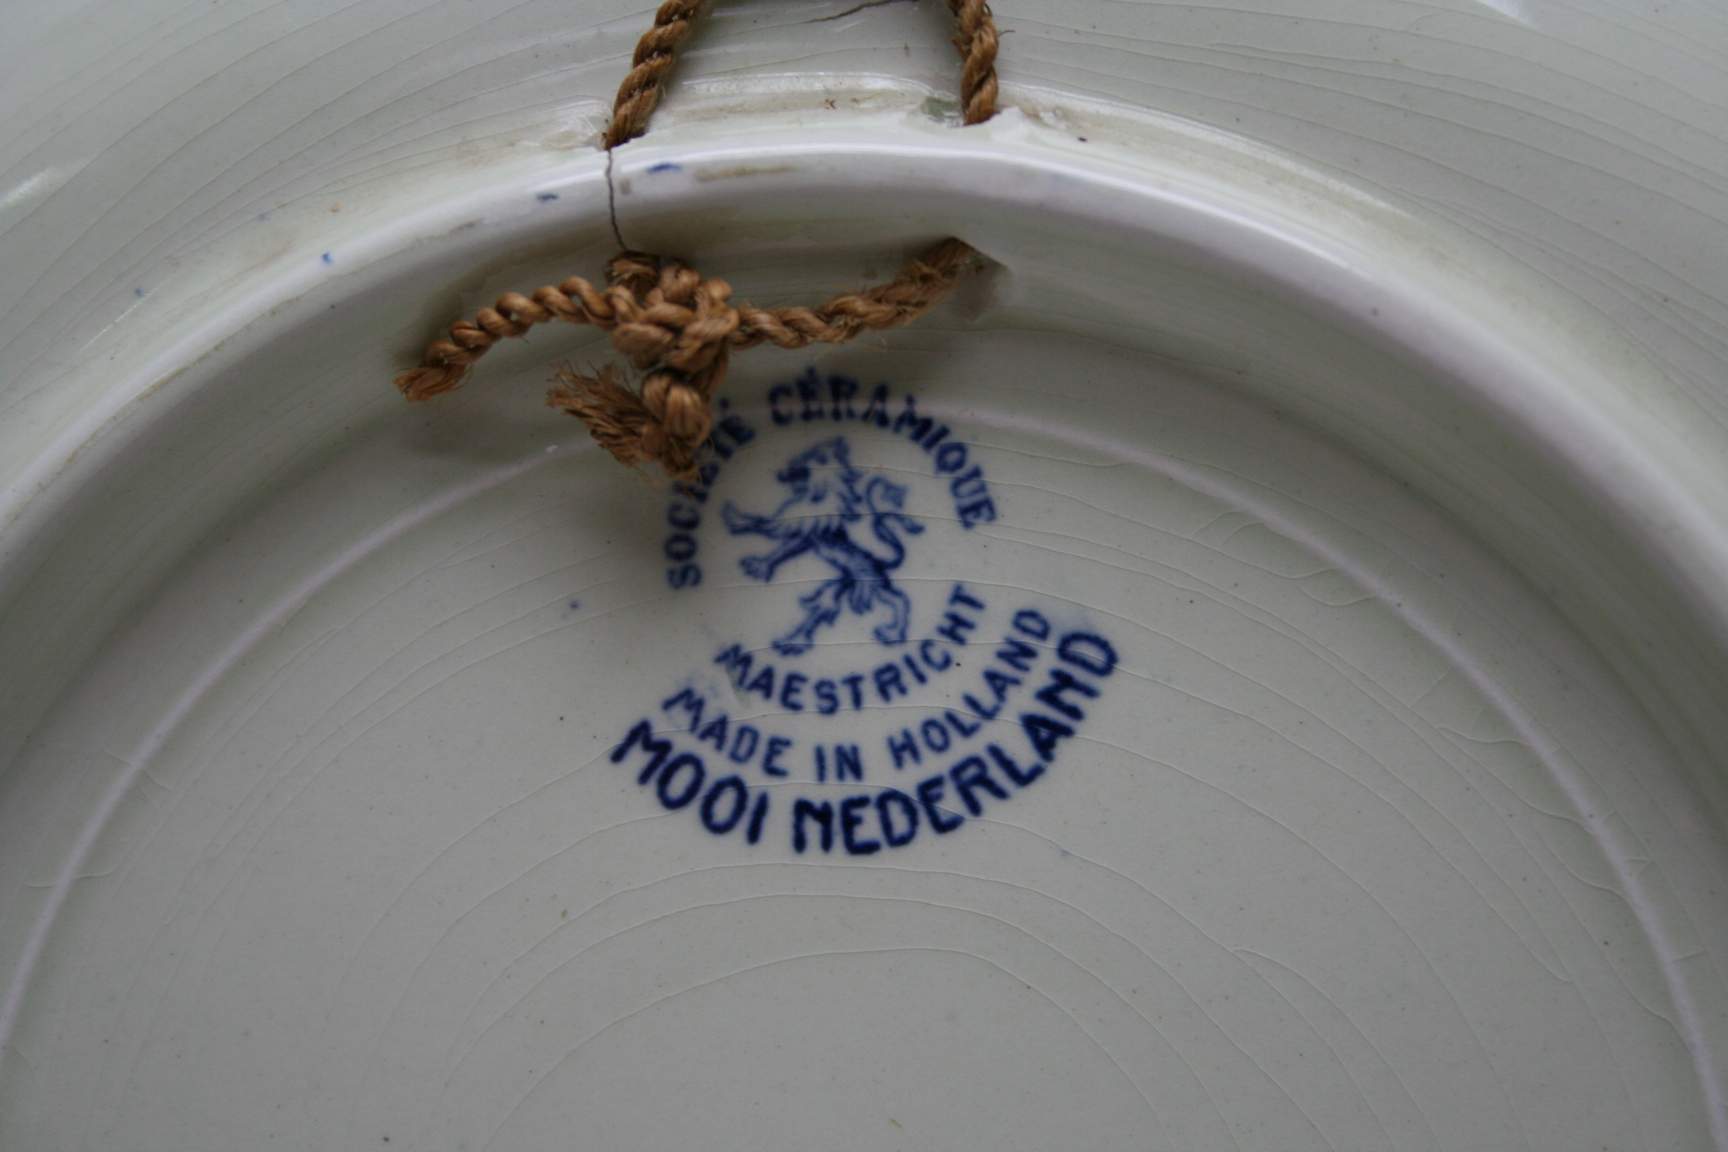 SOCIÉTÉ CÉRAMIQUE
MAESTRICHT
MADE IN HOLLAND
MOOI NEDERLAND